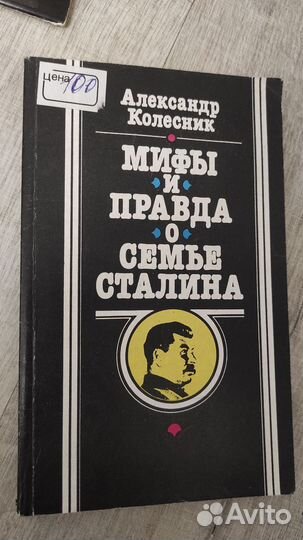 цена 100
Александр
Колесник
МИФЫ
И
ПРАВДА
О
СЕМЬЕ
СТАЛИНА
Avito